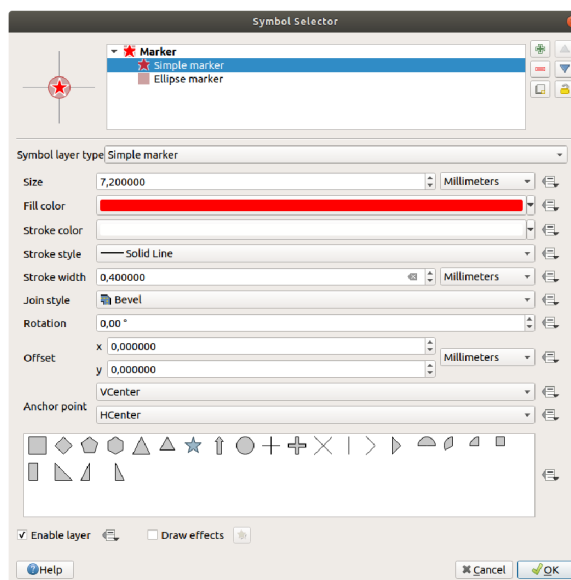 Symbol Selector
Marker
Simple marker
Ellipse marker
Symbol layer type Simple marker
Size 7,200000 Millimeters
Fill color
Stroke color
Stroke style Solid Line
Stroke width 0,400000 Millimeters
Join style Bevel
Rotation 0,00 °
Offset x 0,000000 Millimeters
y 0,000000
Anchor point VCenter
HCenter
Enable layer Draw effects
Help Cancel OK